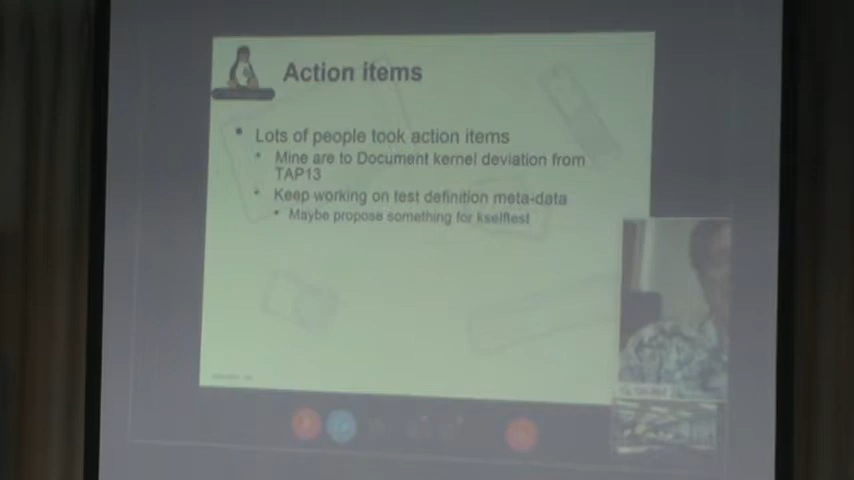 Action items
Lots of people took action items
Mine are to Document kernel deviation from
TAP13
Keep working on test definition meta-data
Maybe propose something for kselftest